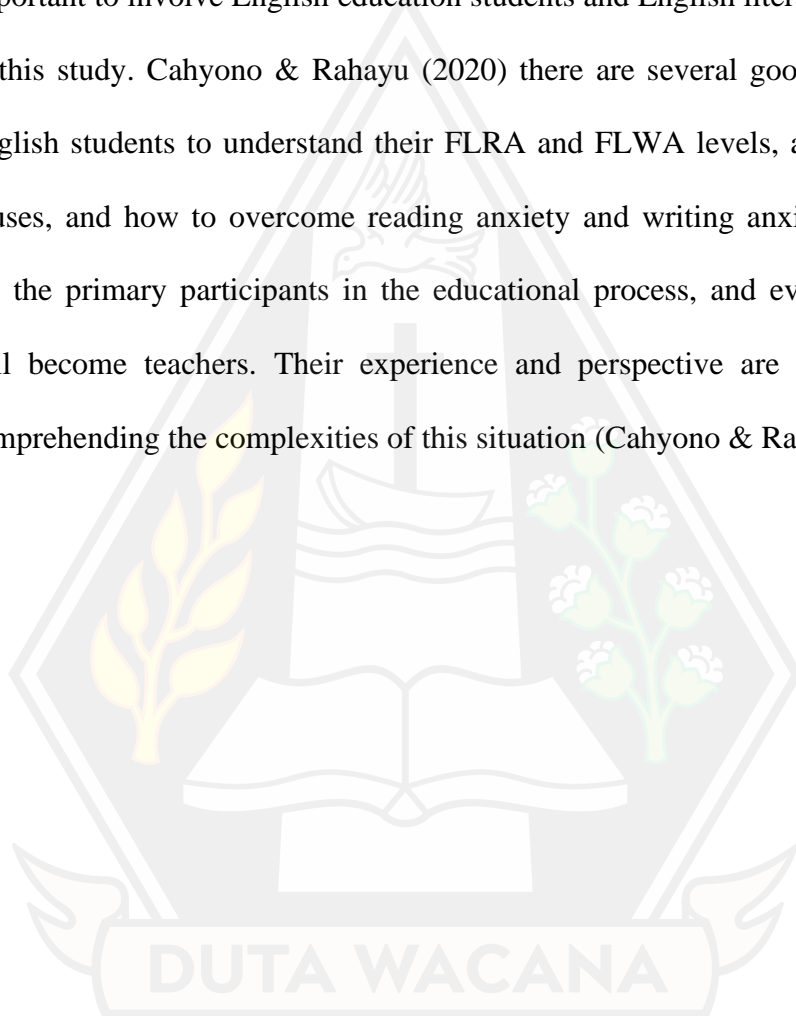 portant to involve English education students and English liter
this study. Cahyono & Rahayu (2020) there are several goo
glish students to understand their FLRA and FLWA levels, a
uses, and how to overcome reading anxiety and writing anxi
the primary participants in the educational process, and ev
ll become teachers. Their experience and perspective are
mprehending the complexities of this situation (Cahyono & Ra
DUTA WACANA